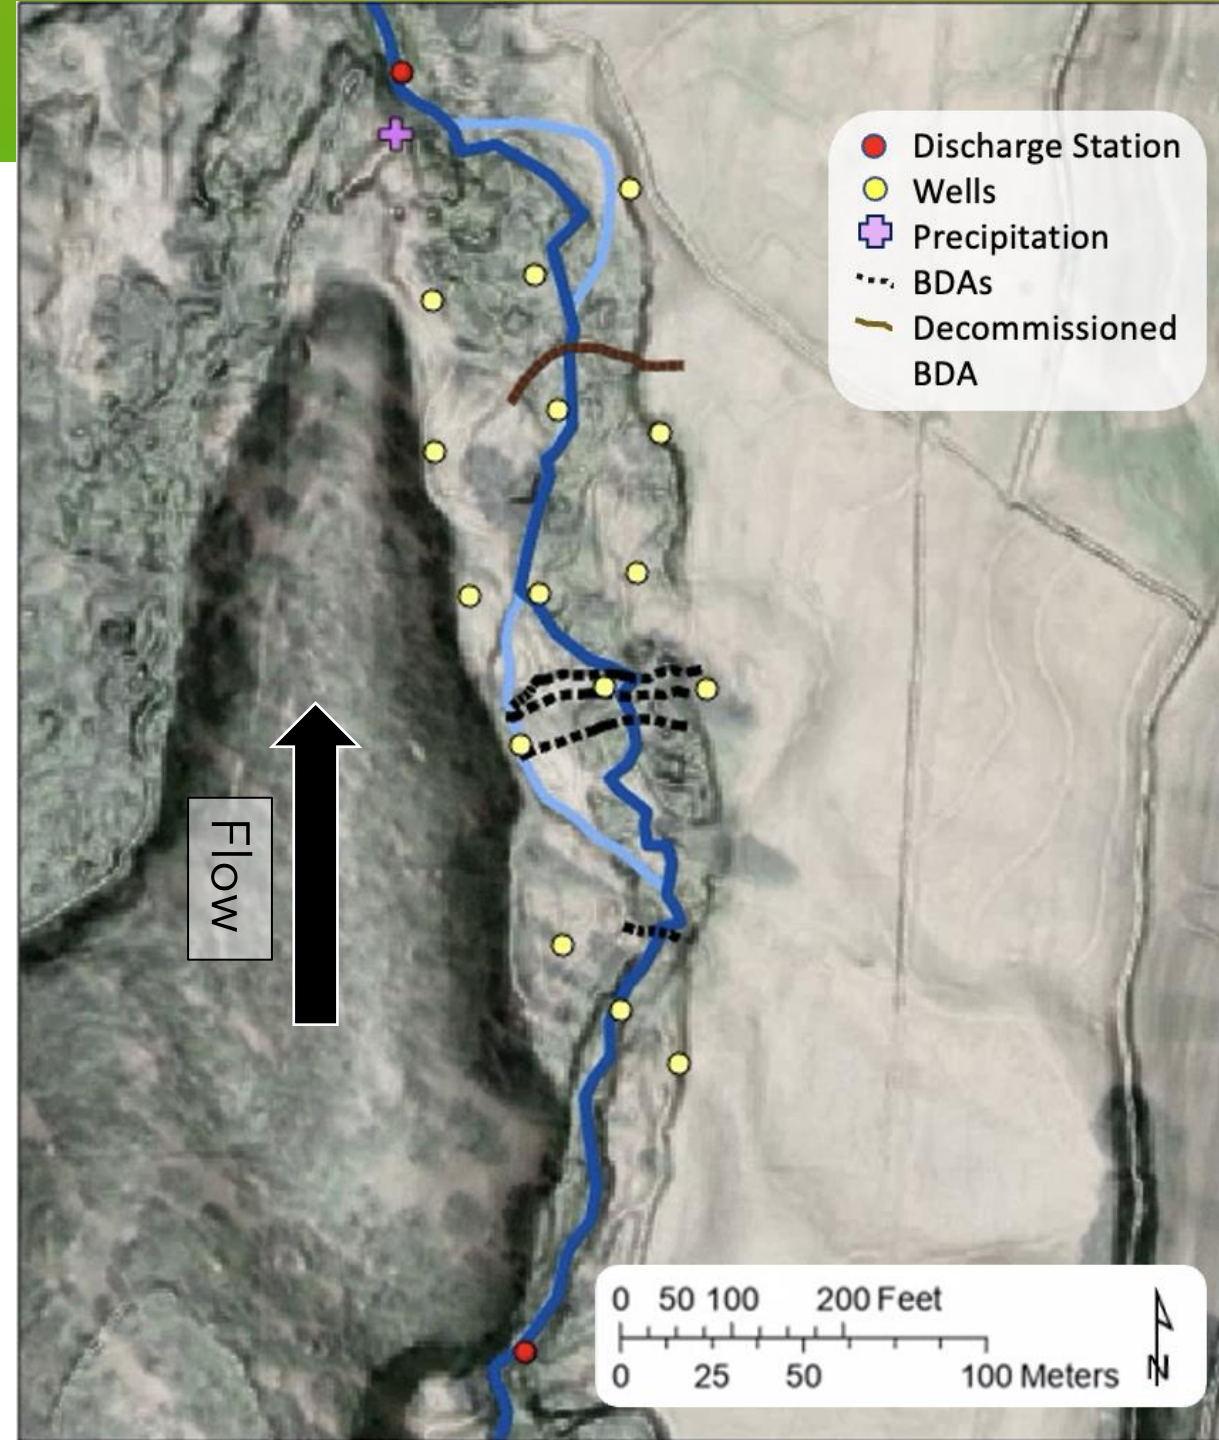 Discharge Station
Wells
Precipitation
BDAs
Decommissioned
BDA
Flow
0 50 100 200 Feet
0 25 50 100 Meters
N